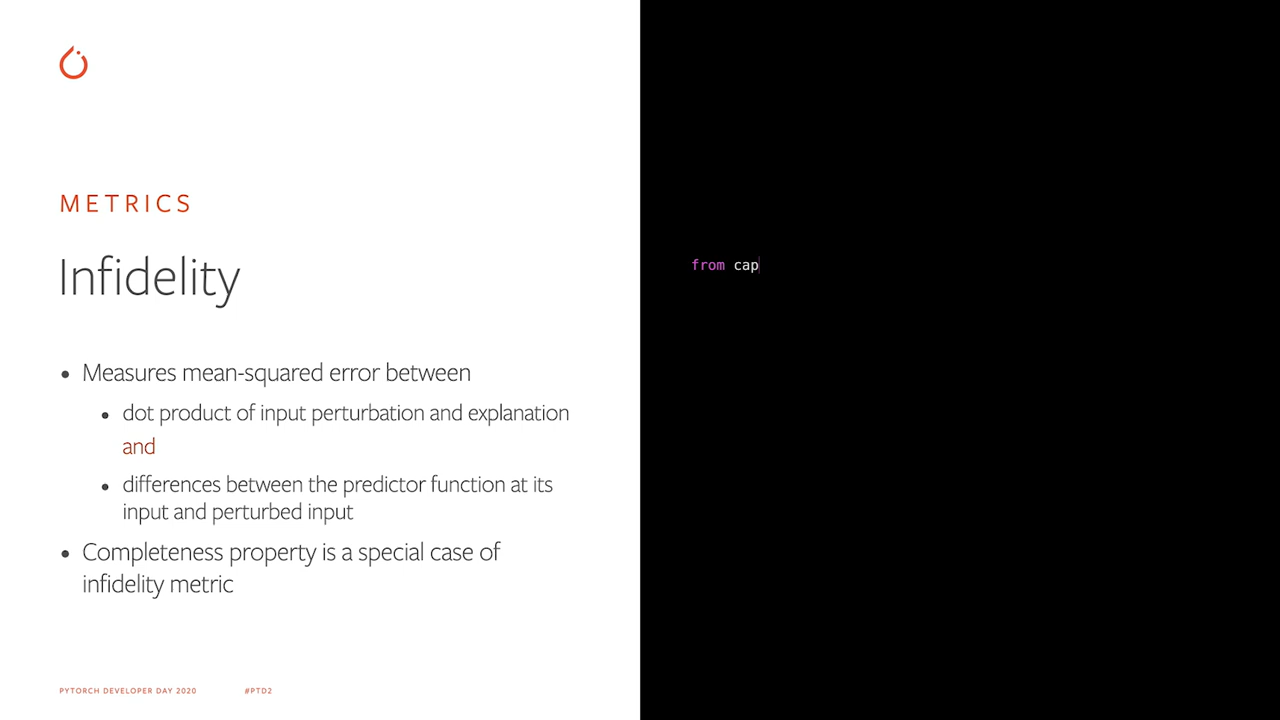 METRICS
Infidelity
• Measures mean-squared error between
• dot product of input perturbation and explanation
and
• differences between the predictor function at its
input and perturbed input
• Completeness property is a special case of
infidelity metric
PYTORCH DEVELOPER DAY 2020 #PTD2
from cap